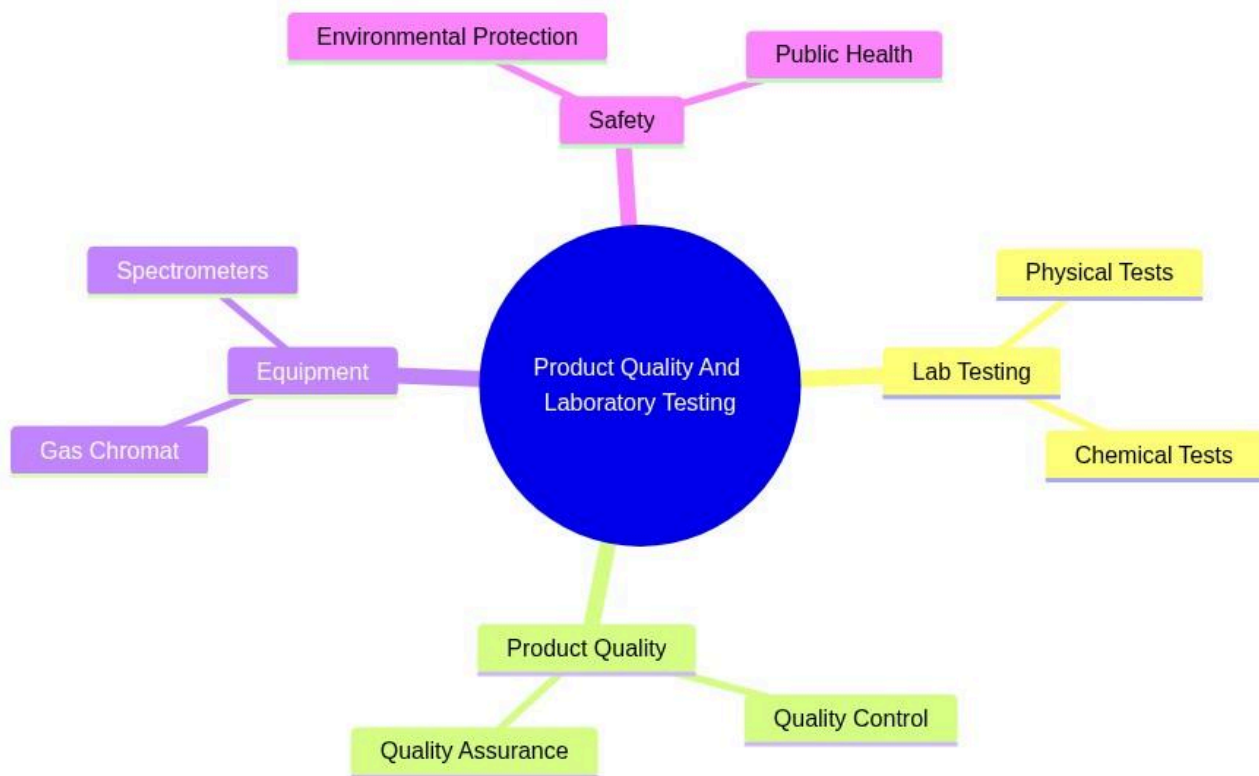 Environmental Protection
Public Health
Safety
Spectrometers
Physical Tests
Equipment
Product Quality And
Laboratory Testing
Lab Testing
Gas Chromat
Chemical Tests
Product Quality
Quality Control
Quality Assurance